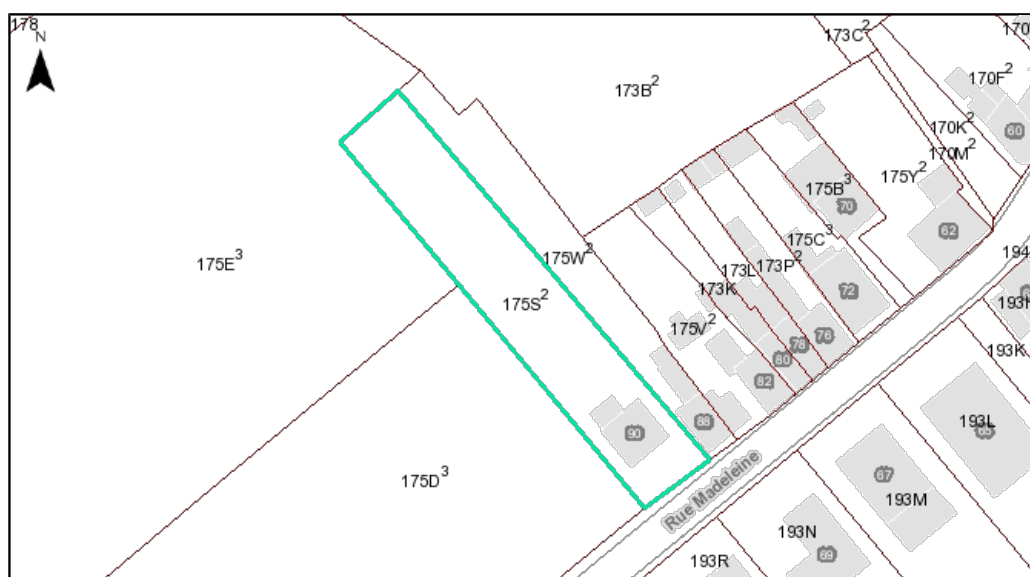 178
N
173C²
170
170F²
60
173B²
170K²
170M²
175B³
70
175Y²
62
175E³
175W²
175C³
173P²
173L
173K
194
72
175S²
175V²
76
78
80
82
193K
88
90
193L
65
67
193M
175D³
Rue Madeleine
193N
69
193R